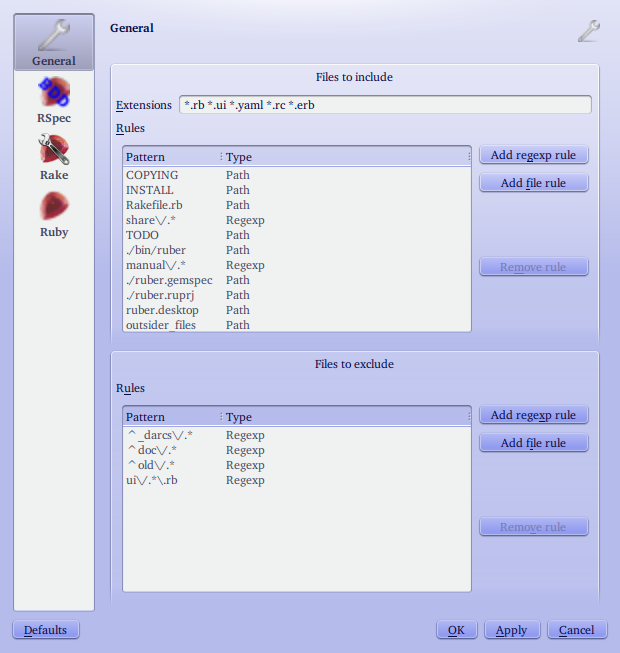 General
General
RSpec
Rake
Ruby
Files to include
Extensions *.rb *.ui *.yaml *.rc *.erb
Rules
Pattern Type
COPYING Path
INSTALL Path
Rakefile.rb Path
share\/.* Regexp
TODO Path
./bin/ruber Path
manual\/.* Regexp
./ruber.gemspec Path
./ruber.ruprj Path
ruber.desktop Path
outsider_files Path
Add regexp rule
Add file rule
Remove rule
Files to exclude
Rules
Pattern Type
^_darcs\/.* Regexp
^doc\/.* Regexp
^old\/.* Regexp
ui\/.*\.rb Regexp
Add regexp rule
Add file rule
Remove rule
Defaults OK Apply Cancel